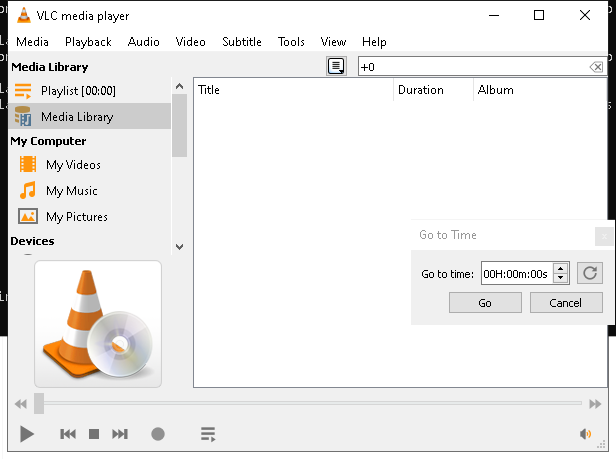 VLC media player
Media Playback Audio Video Subtitle Tools View Help
Media Library
+0
Playlist [00:00]
Title Duration Album
Media Library
My Computer
My Videos
My Music
My Pictures
Devices
Go to Time
Go to time: 00H:00m:00s
Go Cancel